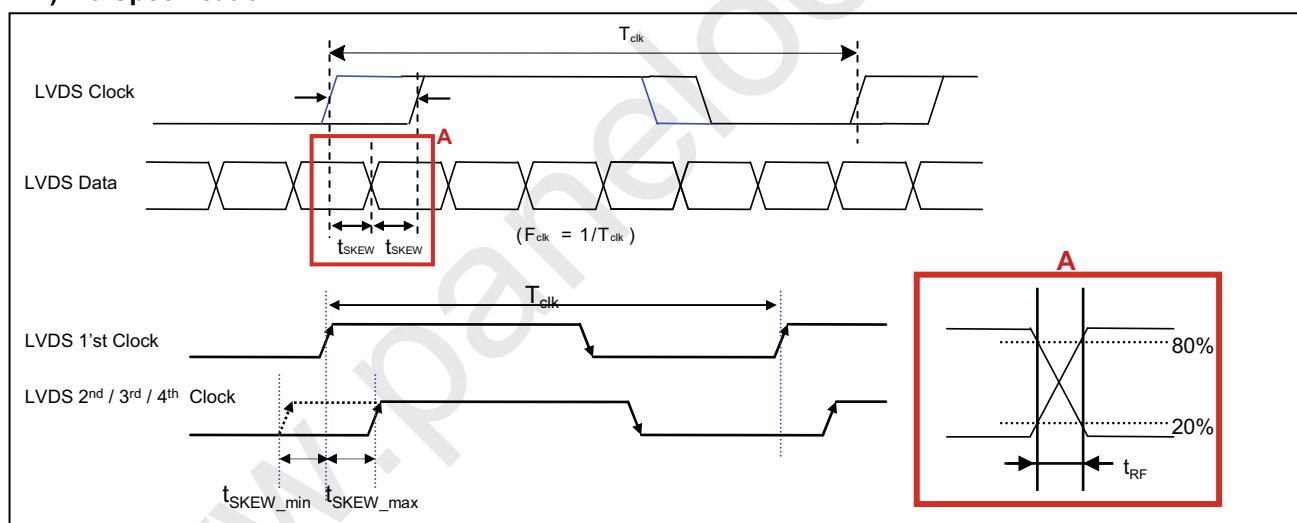 T clk
LVDS Clock
A
LVDS Data
tSKEW tSKEW
(Fclk = 1/Tclk )
A
Tclk
LVDS 1'st Clock
80%
LVDS 2nd / 3rd / 4th Clock
20%
tRF
tSKEW_min tSKEW_max